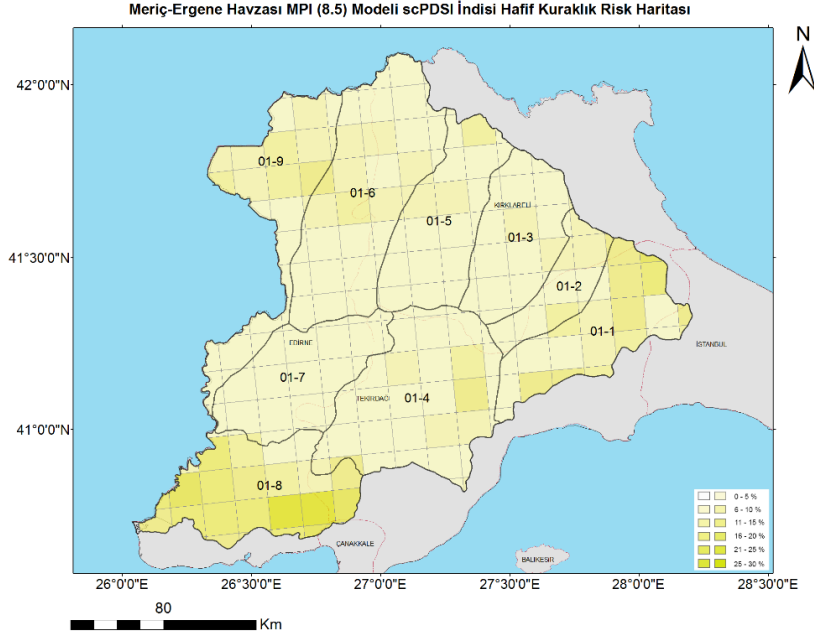 Meriç-Ergene Havzası MPI (8.5) Modeli scPDSI İndisi Hafif Kuraklık Risk Haritası
N
42°0'0"N
41°30'0"N
41°0'0"N
01-9
01-6
01-5
KIRKLARELİ
01-3
01-2
01-1
EDİRNE
İSTANBUL
01-7
TEKİRDAĞ
01-4
01-8
ÇANAKKALE
BALIKESİR
0 - 5 %
6 - 10 %
11 - 15 %
16 - 20 %
21 - 25 %
25 - 30 %
26°0'0"E
26°30'0"E
27°0'0"E
27°30'0"E
28°0'0"E
28°30'0"E
80
Km